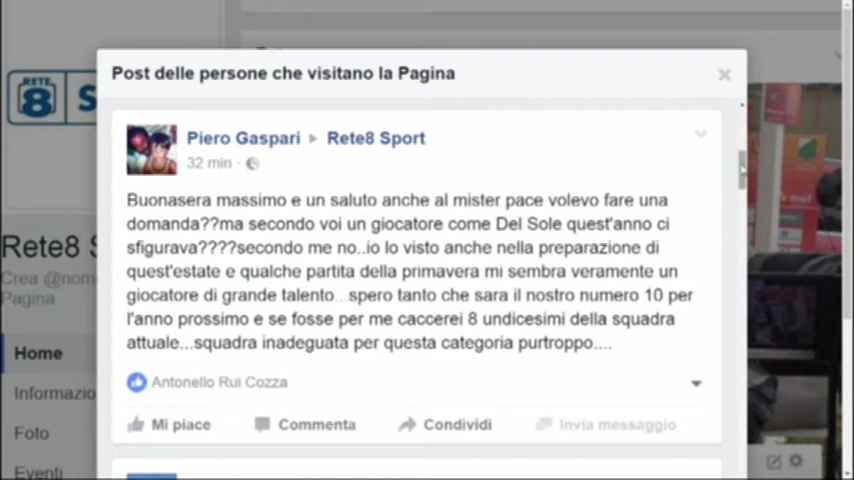 Post delle persone che visitano la Pagina
RETE
8
S
Piero Gaspari Rete8 Sport
32 min
Buonasera massimo e un saluto anche al mister pace volevo fare una
domanda??ma secondo voi un giocatore come Del Sole quest'anno ci
sfigurava????secondo me no..io lo visto anche nella preparazione di
quest'estate e qualche partita della primavera mi sembra veramente un
giocatore di grande talento...spero tanto che sara il nostro numero 10 per
l'anno prossimo e se fosse per me caccerei 8 undicesimi della squadra
attuale...squadra inadeguata per questa categoria purtroppo....
Antonello Rui Cozza
Mi piace Commenta Condividi Invia messaggio
Rete8 S
Crea @nom
Pagina
Home
Informazio
Foto
Eventi